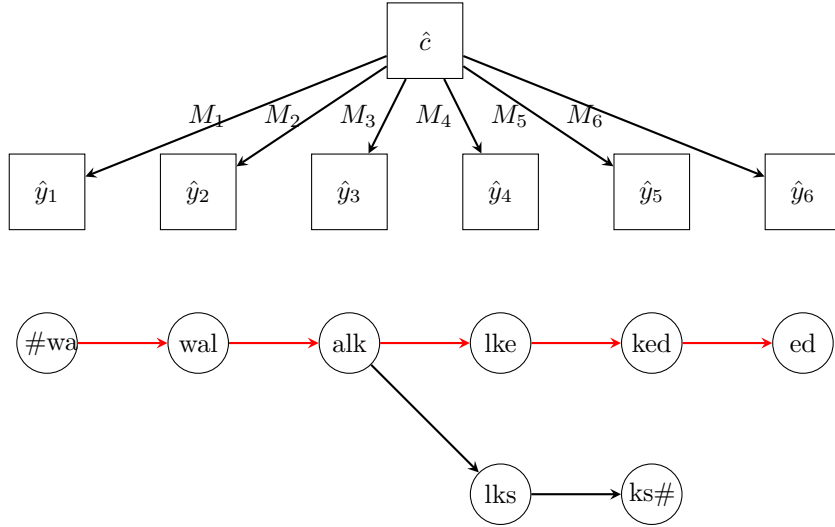 ĉ
M₁ M₂ M₃ M₄ M₅ M₆
ŷ₁ ŷ₂ ŷ₃ ŷ₄ ŷ₅ ŷ₆
#wa wal alk lke ked ed
lks ks#